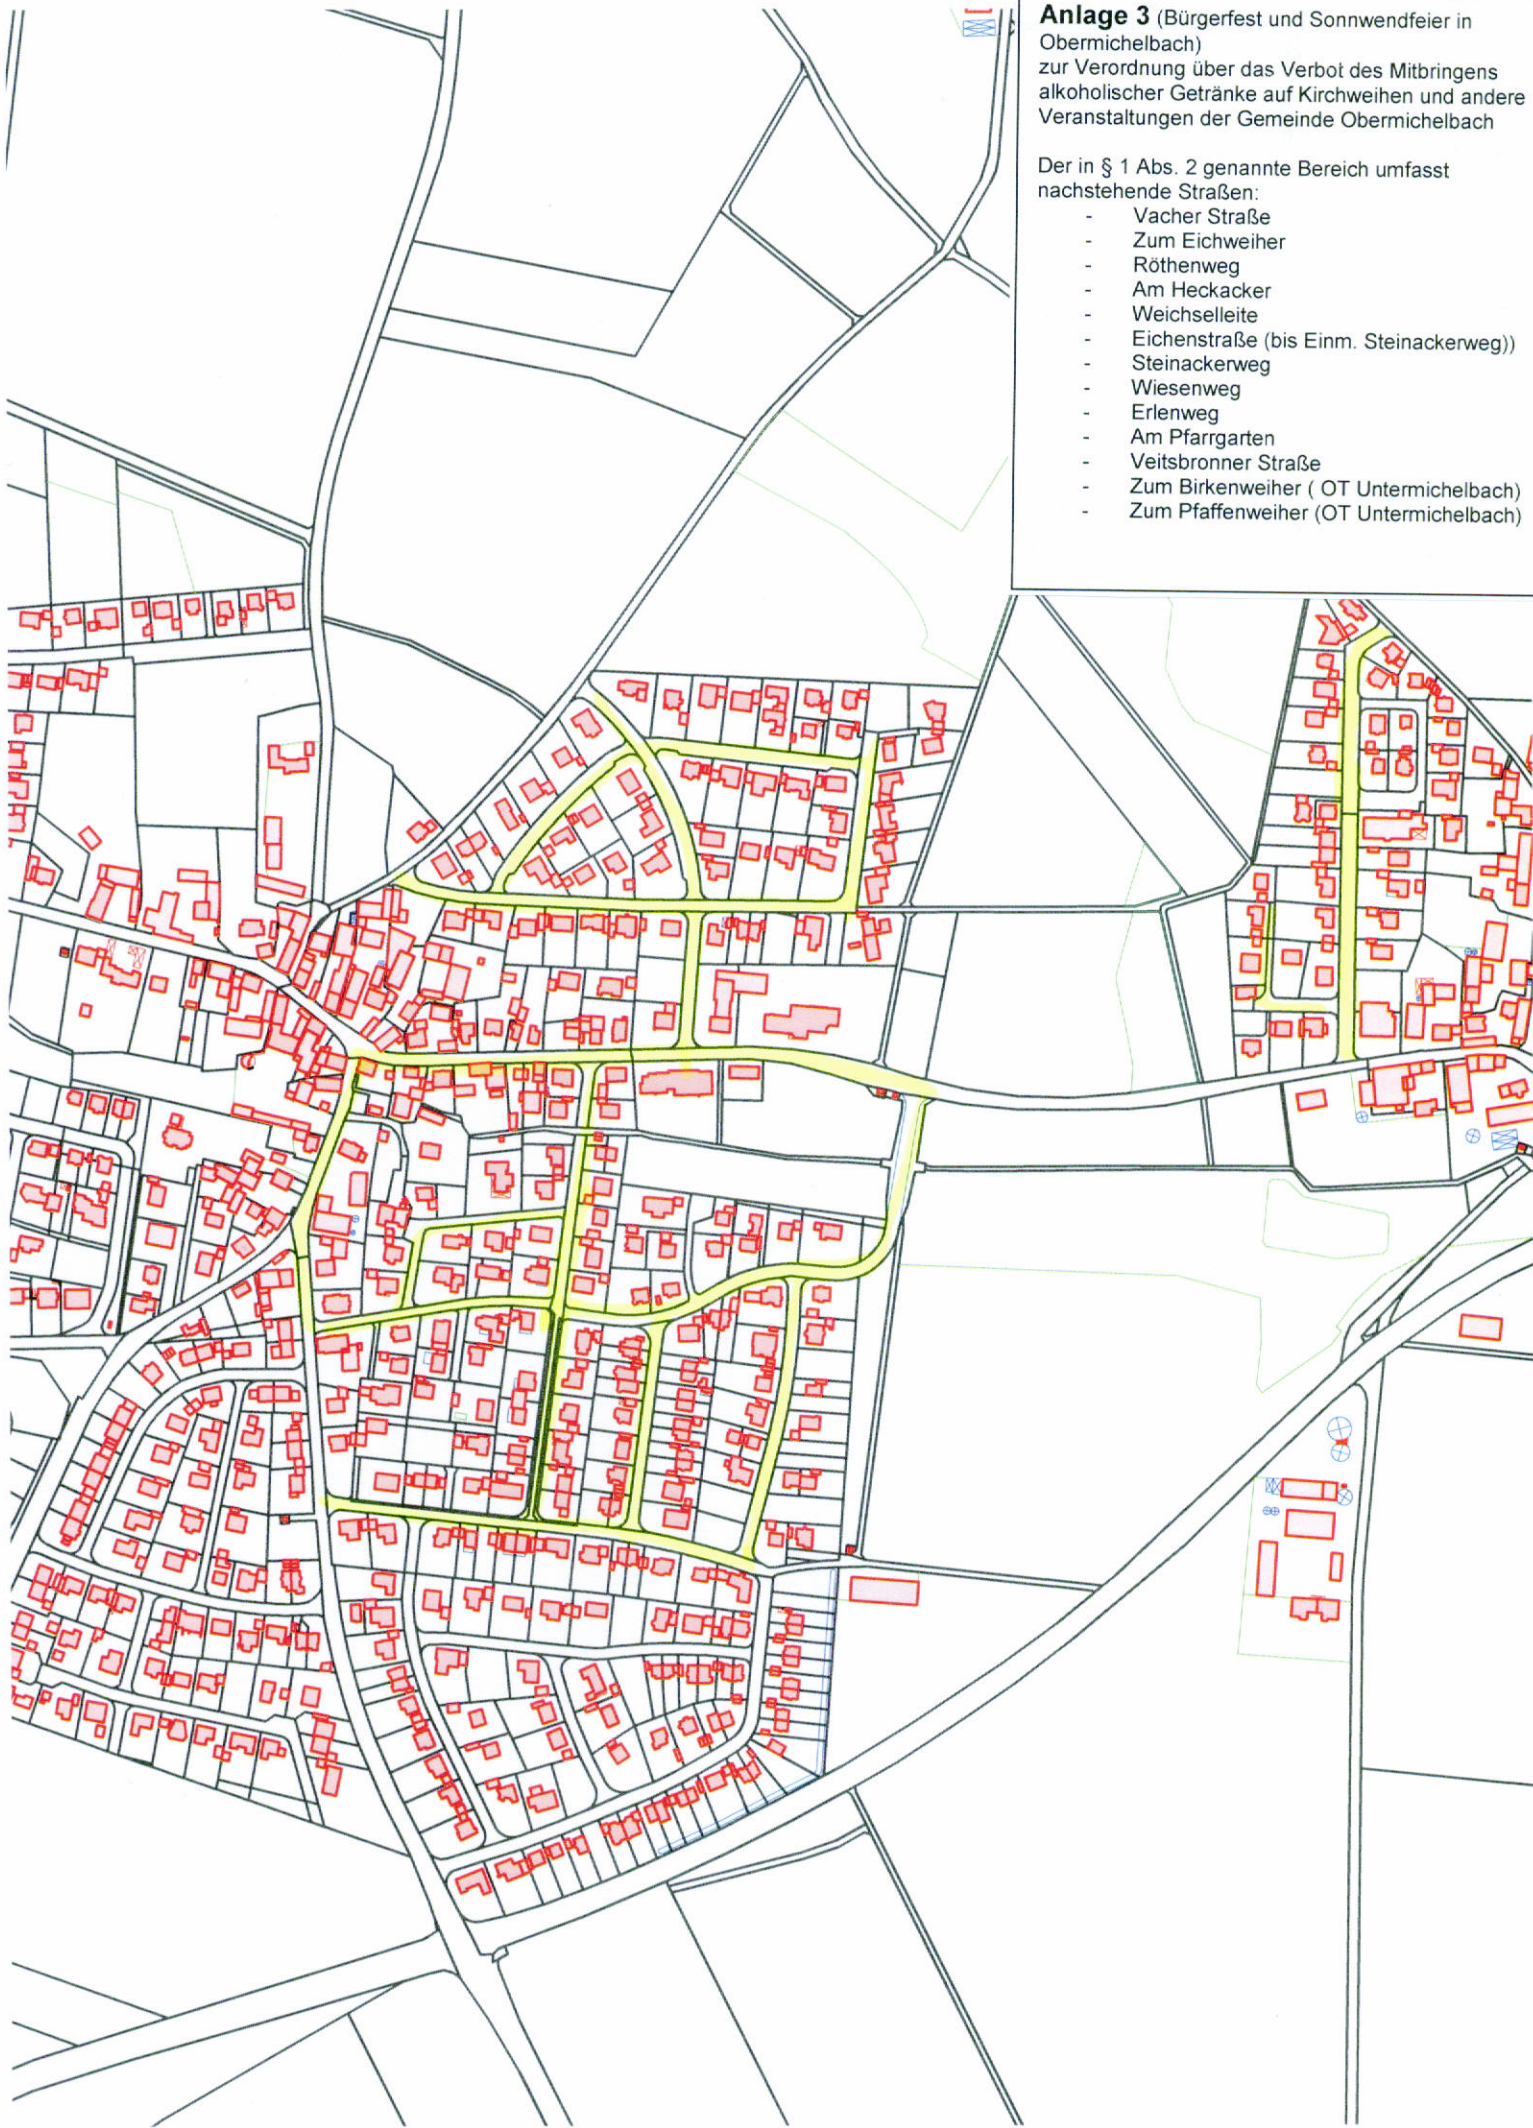 Anlage 3 (Bürgerfest und Sonnwendfeier in
Obermichelbach)
zur Verordnung über das Verbot des Mitbringens
alkoholischer Getränke auf Kirchweihen und andere
Veranstaltungen der Gemeinde Obermichelbach
Der in § 1 Abs. 2 genannte Bereich umfasst
nachstehende Straßen:
- Vacher Straße
- Zum Eichweiher
- Röthenweg
- Am Heckacker
- Weichselleite
- Eichenstraße (bis Einm. Steinackerweg))
- Steinackerweg
- Wiesenweg
- Erlenweg
- Am Pfarrgarten
- Veitsbronner Straße
- Zum Birkenweiher ( OT Untermichelbach)
- Zum Pfaffenweiher (OT Untermichelbach)